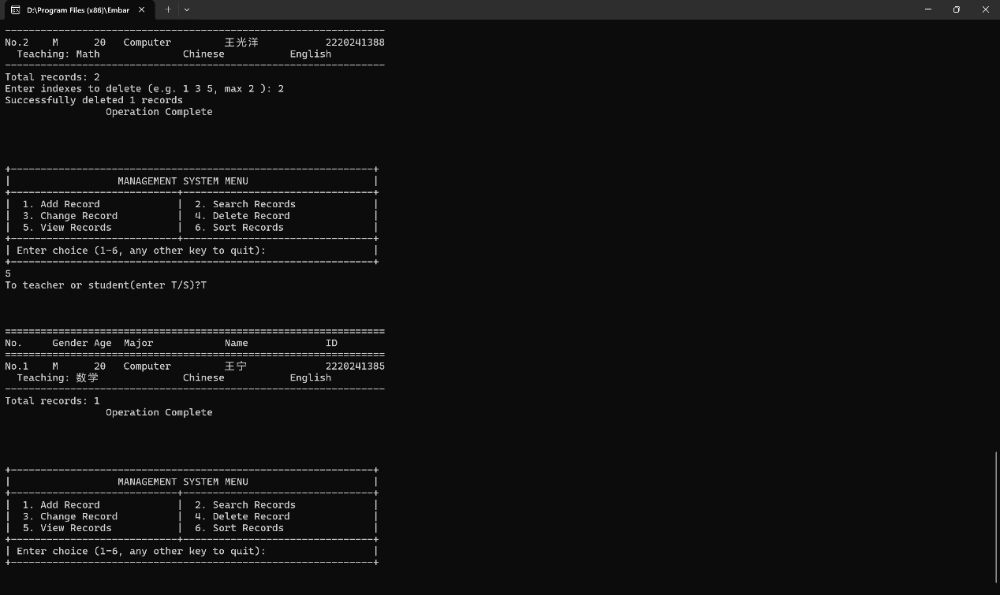 D:\Program Files (x86)\Embar
No.2    M      20   Computer         王光洋           2220241388
  Teaching: Math              Chinese           English
Total records: 2
Enter indexes to delete (e.g. 1 3 5, max 2 ): 2
Successfully deleted 1 records
Operation Complete
MANAGEMENT SYSTEM MENU
|  1. Add Record             |  2. Search Records             |
|  3. Change Record          |  4. Delete Record              |
|  5. View Records           |  6. Sort Records               |
| Enter choice (1-6, any other key to quit):                  |
5
To teacher or student(enter T/S)?T
No.     Gender Age  Major            Name             ID
No.1    M      20   Computer         王宁             2220241385
  Teaching: 数学              Chinese           English
Total records: 1
Operation Complete
MANAGEMENT SYSTEM MENU
|  1. Add Record             |  2. Search Records             |
|  3. Change Record          |  4. Delete Record              |
|  5. View Records           |  6. Sort Records               |
| Enter choice (1-6, any other key to quit):                  |